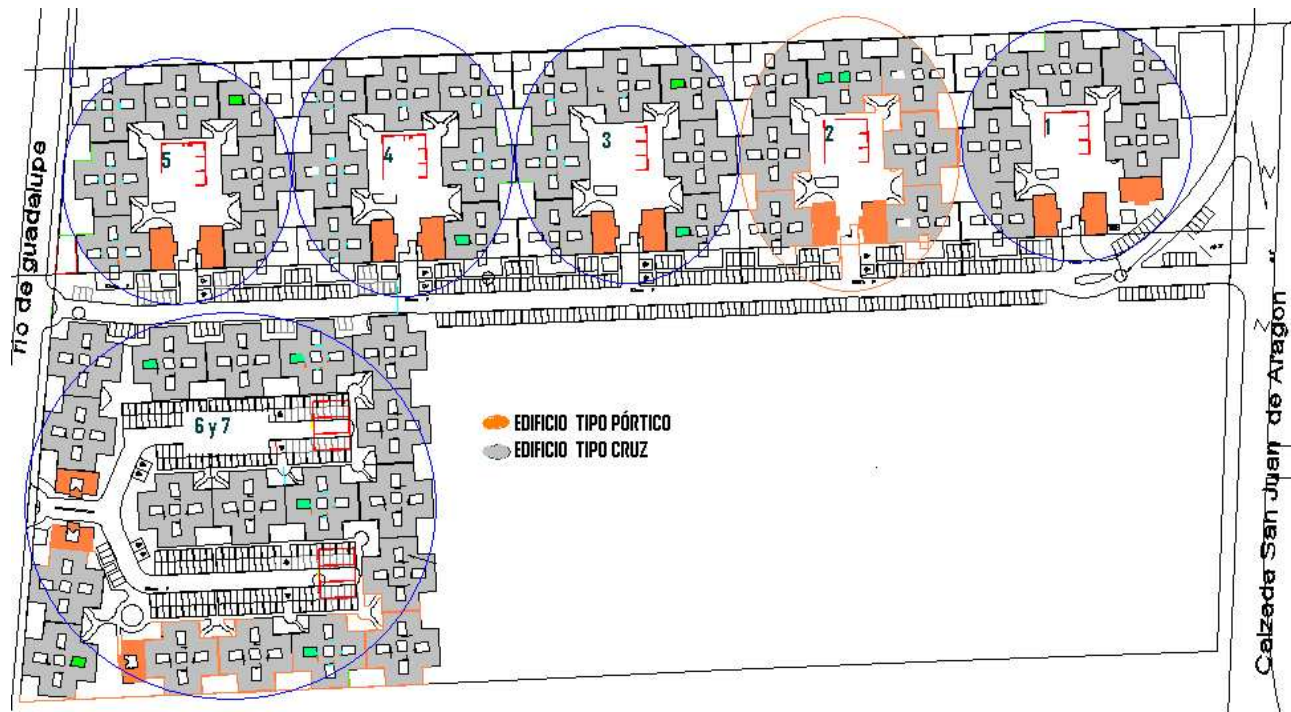 5
4
3
2
1
rio de guadalupe
6 y 7
EDIFICIO TIPO PÓRTICO
EDIFICIO TIPO CRUZ
Calzada San Juan de Aragon